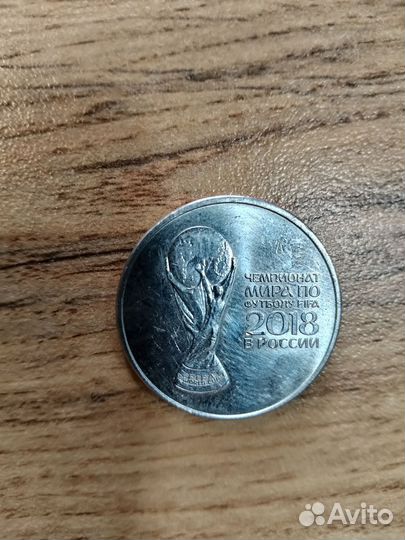 ЧЕМПИОНАТ
МИРА ПО
ФУТБОЛУ FIFA
2018
В РОССИИ
Avito